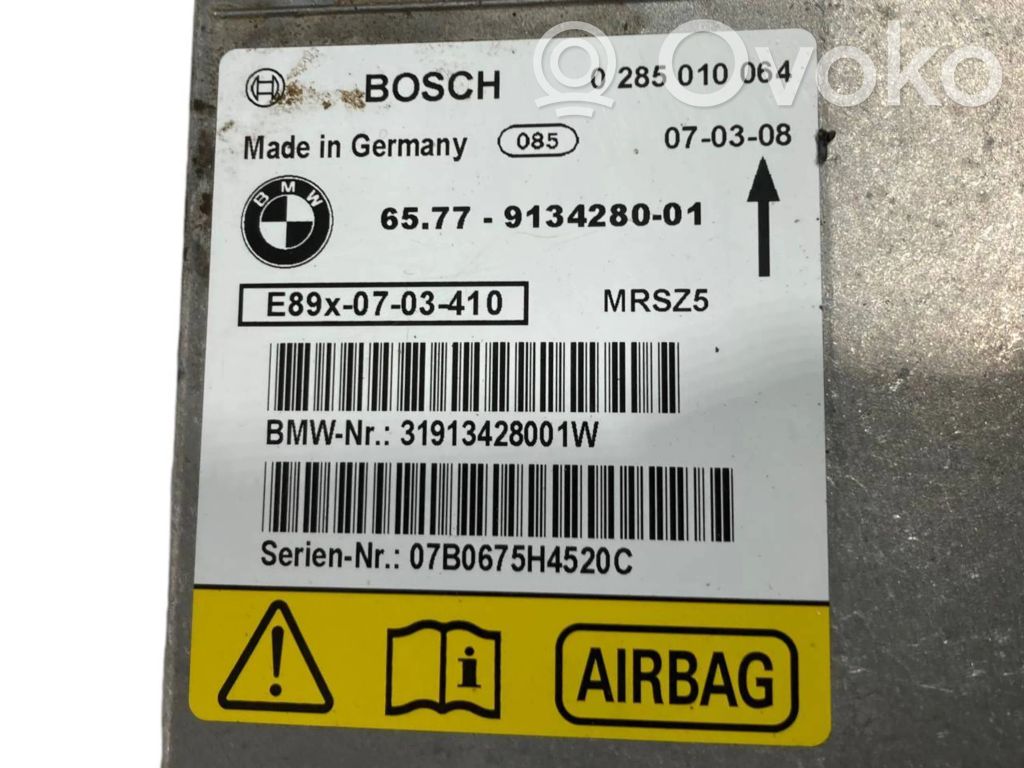 Ovoko
BOSCH 0 285 010 064
Made in Germany 085 07-03-08
BMW 65.77 - 9134280-01
E89x-07-03-410 MRSZ5
BMW-Nr.: 31913428001W
Serien-Nr.: 07B0675H4520C
! i AIRBAG